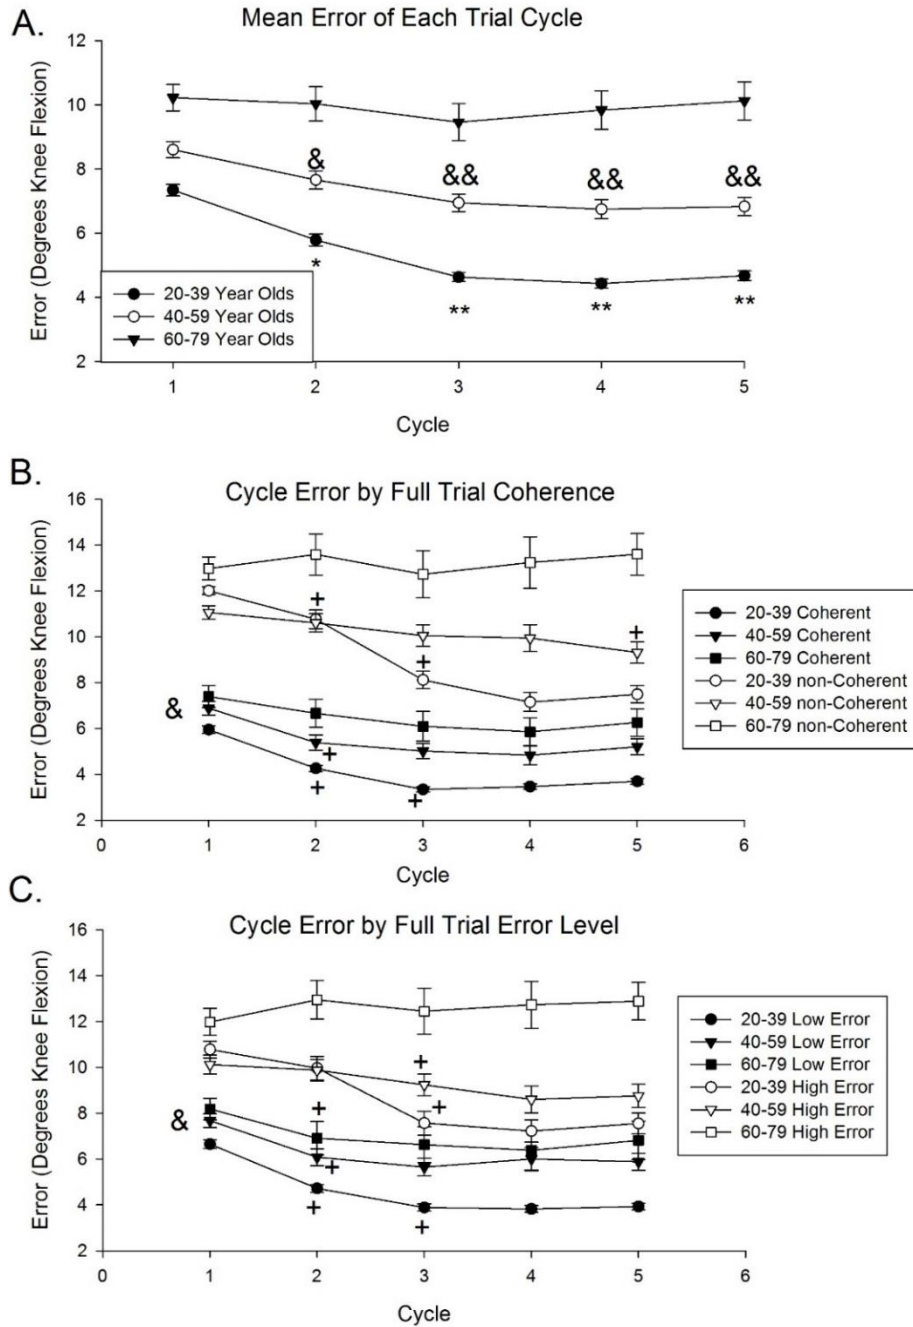 A.
Mean Error of Each Trial Cycle
Error (Degrees Knee Flexion)
12
10
8
6
4
2
&
&&
&&
&&
*
**
**
**
20-39 Year Olds
40-59 Year Olds
60-79 Year Olds
1 2 3 4 5
Cycle
B.
Cycle Error by Full Trial Coherence
Error (Degrees Knee Flexion)
16
14
12
10
8
6
4
2
+
+
+
&
+
+
+
20-39 Coherent
40-59 Coherent
60-79 Coherent
20-39 non-Coherent
40-59 non-Coherent
60-79 non-Coherent
0 1 2 3 4 5 6
Cycle
C.
Cycle Error by Full Trial Error Level
Error (Degrees Knee Flexion)
16
14
12
10
8
6
4
2
+
+
+
&
+
+
+
20-39 Low Error
40-59 Low Error
60-79 Low Error
20-39 High Error
40-59 High Error
60-79 High Error
0 1 2 3 4 5 6
Cycle